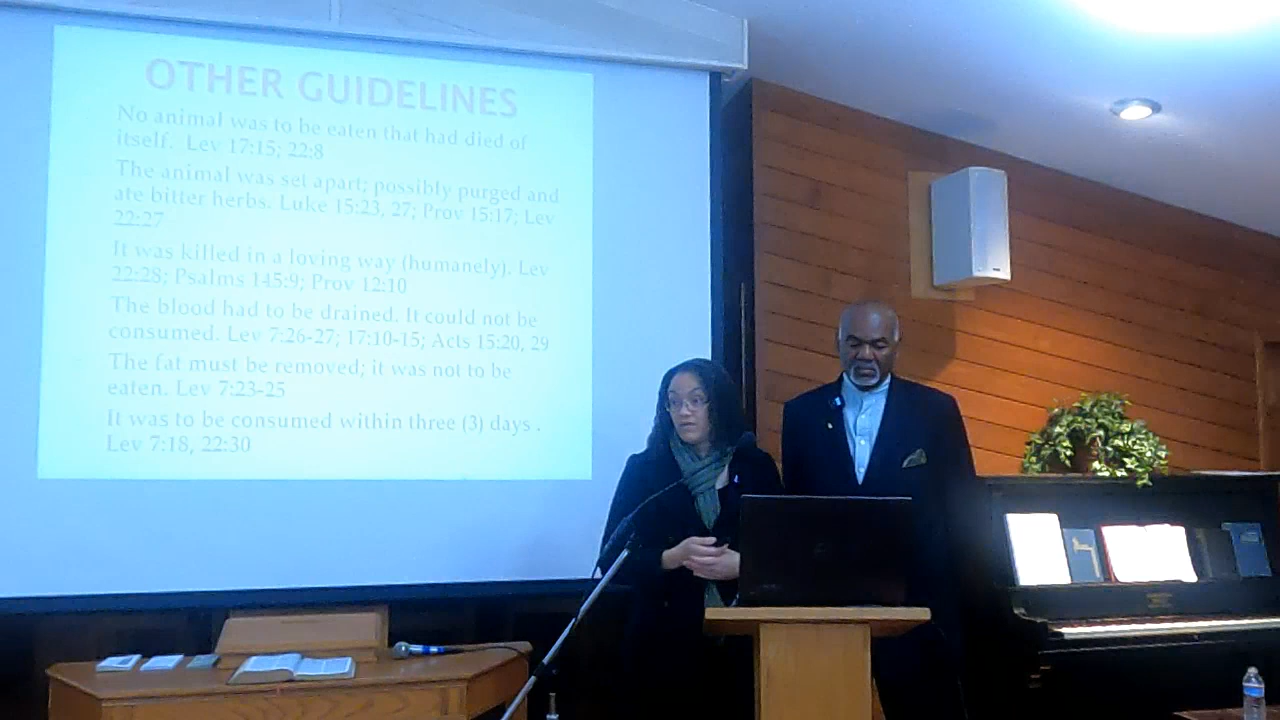 OTHER GUIDELINES
No animal was to be eaten that had died of
itself. Lev 17:15; 22:8
The animal was set apart; possibly purged and
ate bitter herbs. Luke 15:23, 27; Prov 15:17; Lev
22:27
It was killed in a loving way (humanely). Lev
22:28; Psalms 145:9; Prov 12:10
The blood had to be drained. It could not be
consumed. Lev 7:26-27; 17:10-15; Acts 15:20, 29
The fat must be removed; it was not to be
eaten. Lev 7:23-25
It was to be consumed within three (3) days .
Lev 7:18, 22:30